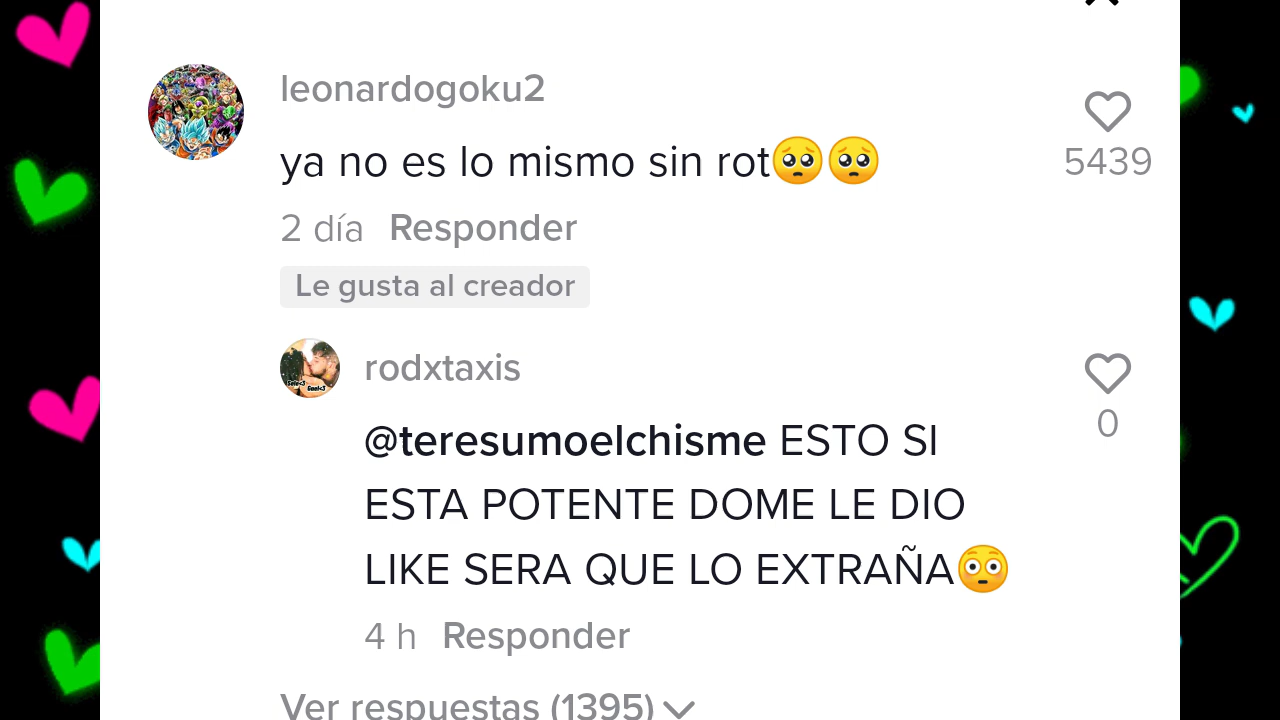 leonardogoku2
ya no es lo mismo sin rot🥺🥺
5439
2 día Responder
Le gusta al creador
rodxtaxis
@teresumoelchisme ESTO SI
0
ESTA POTENTE DOME LE DIO
LIKE SERA QUE LO EXTRAÑA😳
4 h Responder
Ver respuestas (1395)